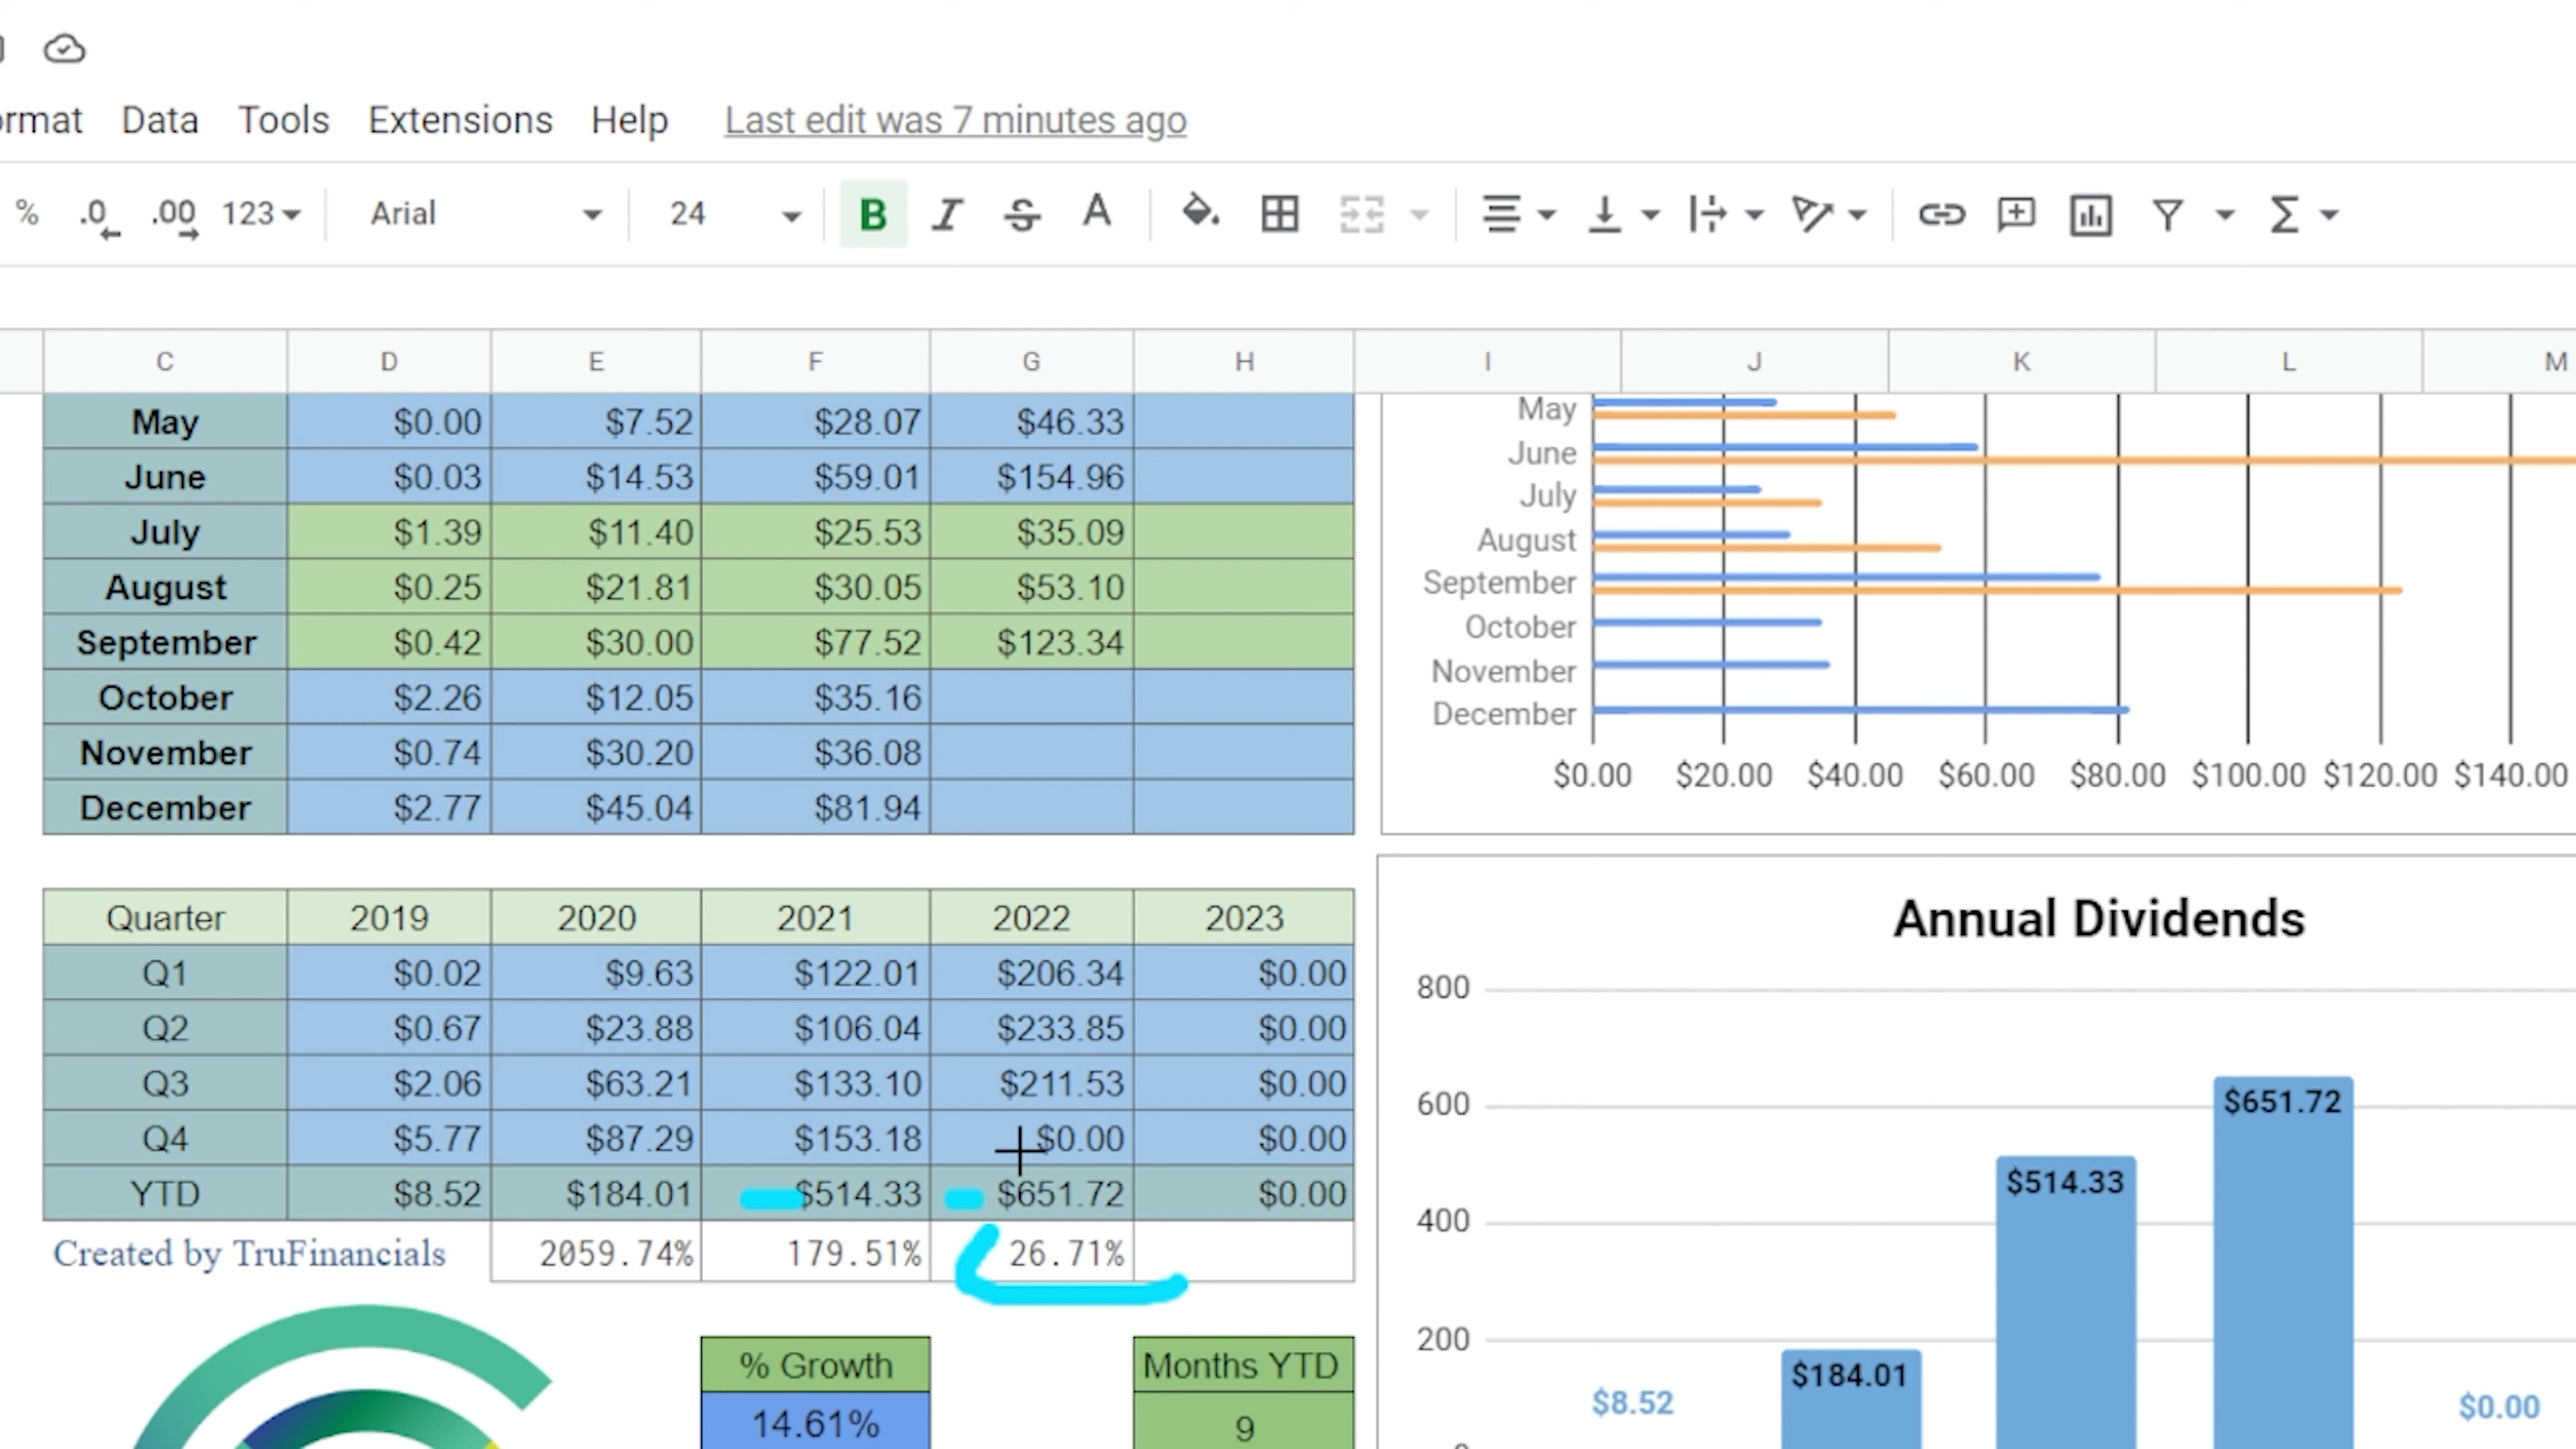 ormat Data Tools Extensions Help Last edit was 7 minutes ago
% .0 .00 123 Arial 24 B I S A Σ
C D E F G H I J K L M
May $0.00 $7.52 $28.07 $46.33
June $0.03 $14.53 $59.01 $154.96
July $1.39 $11.40 $25.53 $35.09
August $0.25 $21.81 $30.05 $53.10
September $0.42 $30.00 $77.52 $123.34
October $2.26 $12.05 $35.16
November $0.74 $30.20 $36.08
December $2.77 $45.04 $81.94
May
June
July
August
September
October
November
December
$0.00 $20.00 $40.00 $60.00 $80.00 $100.00 $120.00 $140.00
Quarter 2019 2020 2021 2022 2023
Q1 $0.02 $9.63 $122.01 $206.34 $0.00
Q2 $0.67 $23.88 $106.04 $233.85 $0.00
Q3 $2.06 $63.21 $133.10 $211.53 $0.00
Q4 $5.77 $87.29 $153.18 $0.00 $0.00
YTD $8.52 $184.01 $514.33 $651.72 $0.00
Created by TruFinancials 2059.74% 179.51% 26.71%
% Growth Months YTD
14.61% 9
Annual Dividends
800
600
400
200
$8.52 $184.01 $514.33 $651.72 $0.00